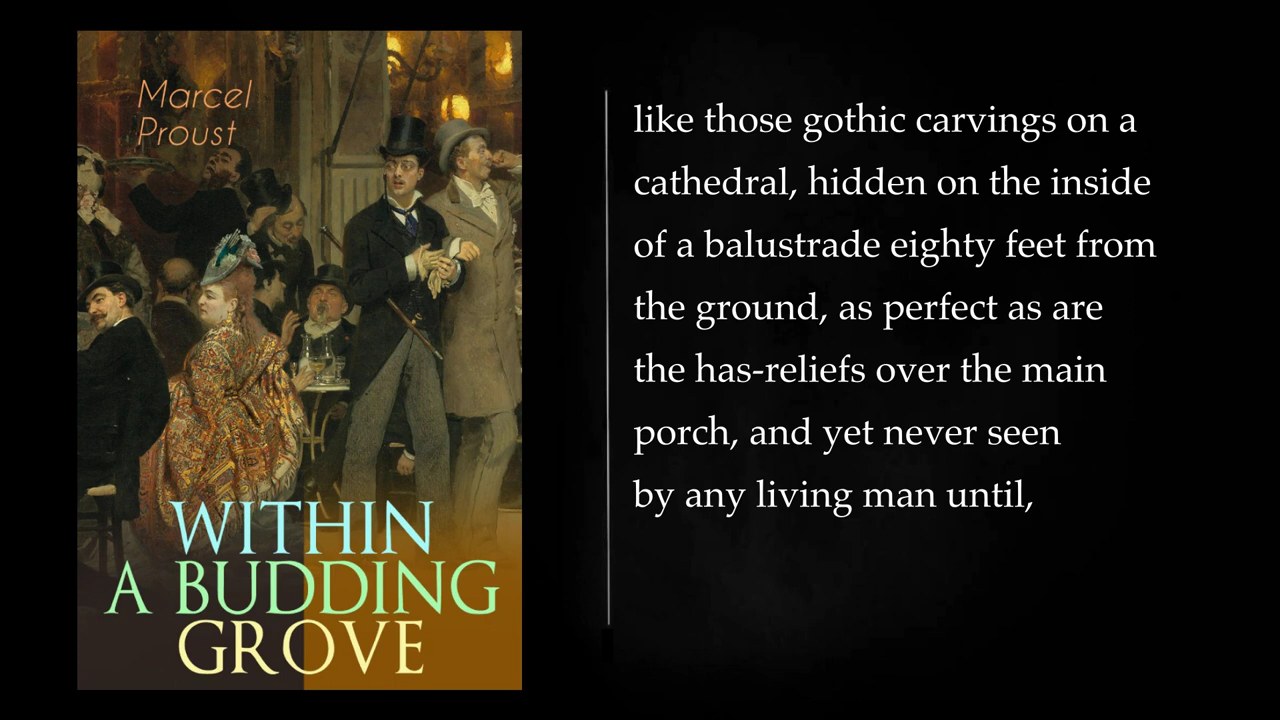 Marcel
Proust
WITHIN
A BUDDING
GROVE
like those gothic carvings on a
cathedral, hidden on the inside
of a balustrade eighty feet from
the ground, as perfect as are
the has-reliefs over the main
porch, and yet never seen
by any living man until,